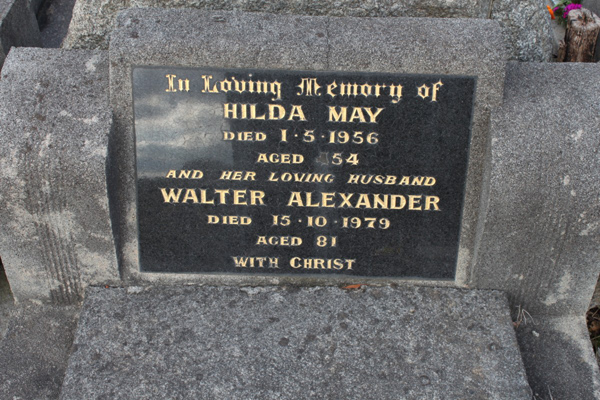 In Loving Memory of
HILDA MAY
DIED 1·5·1956
AGED 54
AND HER LOVING HUSBAND
WALTER ALEXANDER
DIED 15·10·1979
AGED 81
WITH CHRIST